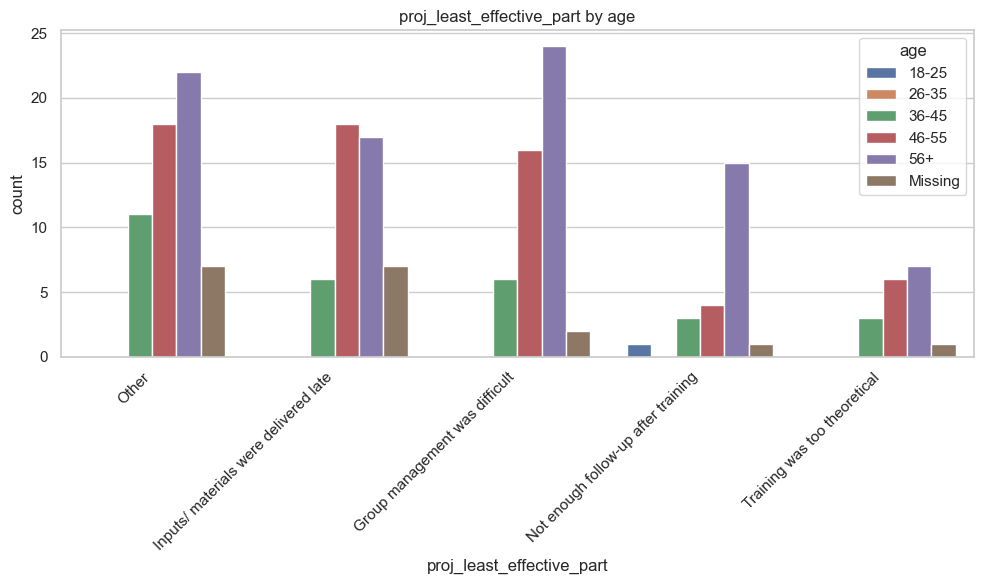 proj_least_effective_part by age
age
18-25
26-35
36-45
46-55
56+
Missing
count
25
20
15
10
5
0
Other
Inputs/ materials were delivered late
Group management was difficult
Not enough follow-up after training
Training was too theoretical
proj_least_effective_part